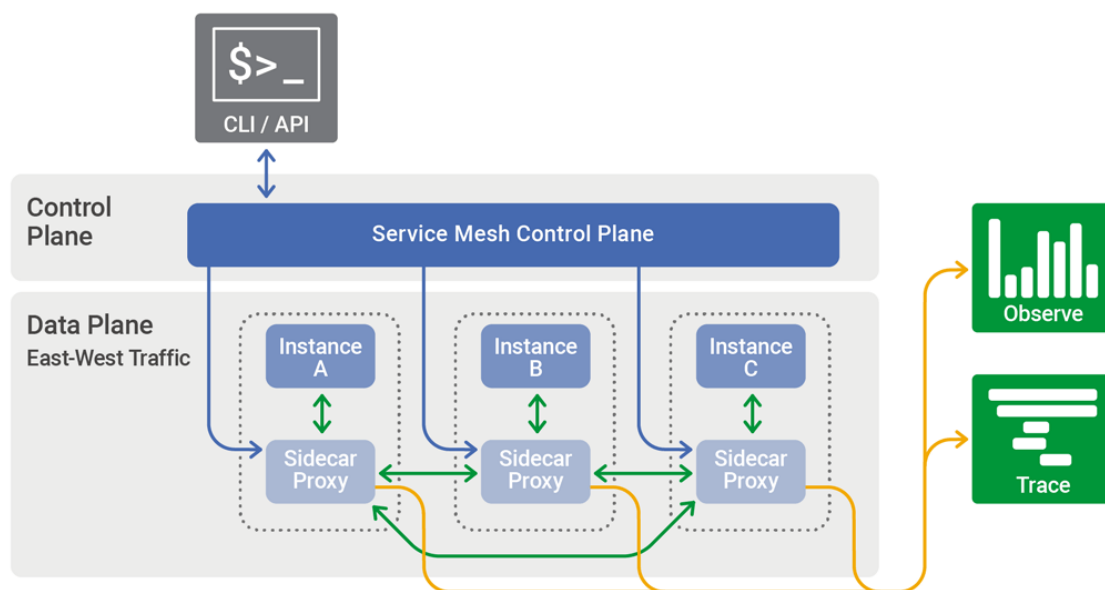 $>_
CLI / API
Control
Plane
Service Mesh Control Plane
Data Plane
East-West Traffic
Instance
A
Instance
B
Instance
C
Sidecar
Proxy
Sidecar
Proxy
Sidecar
Proxy
Observe
Trace